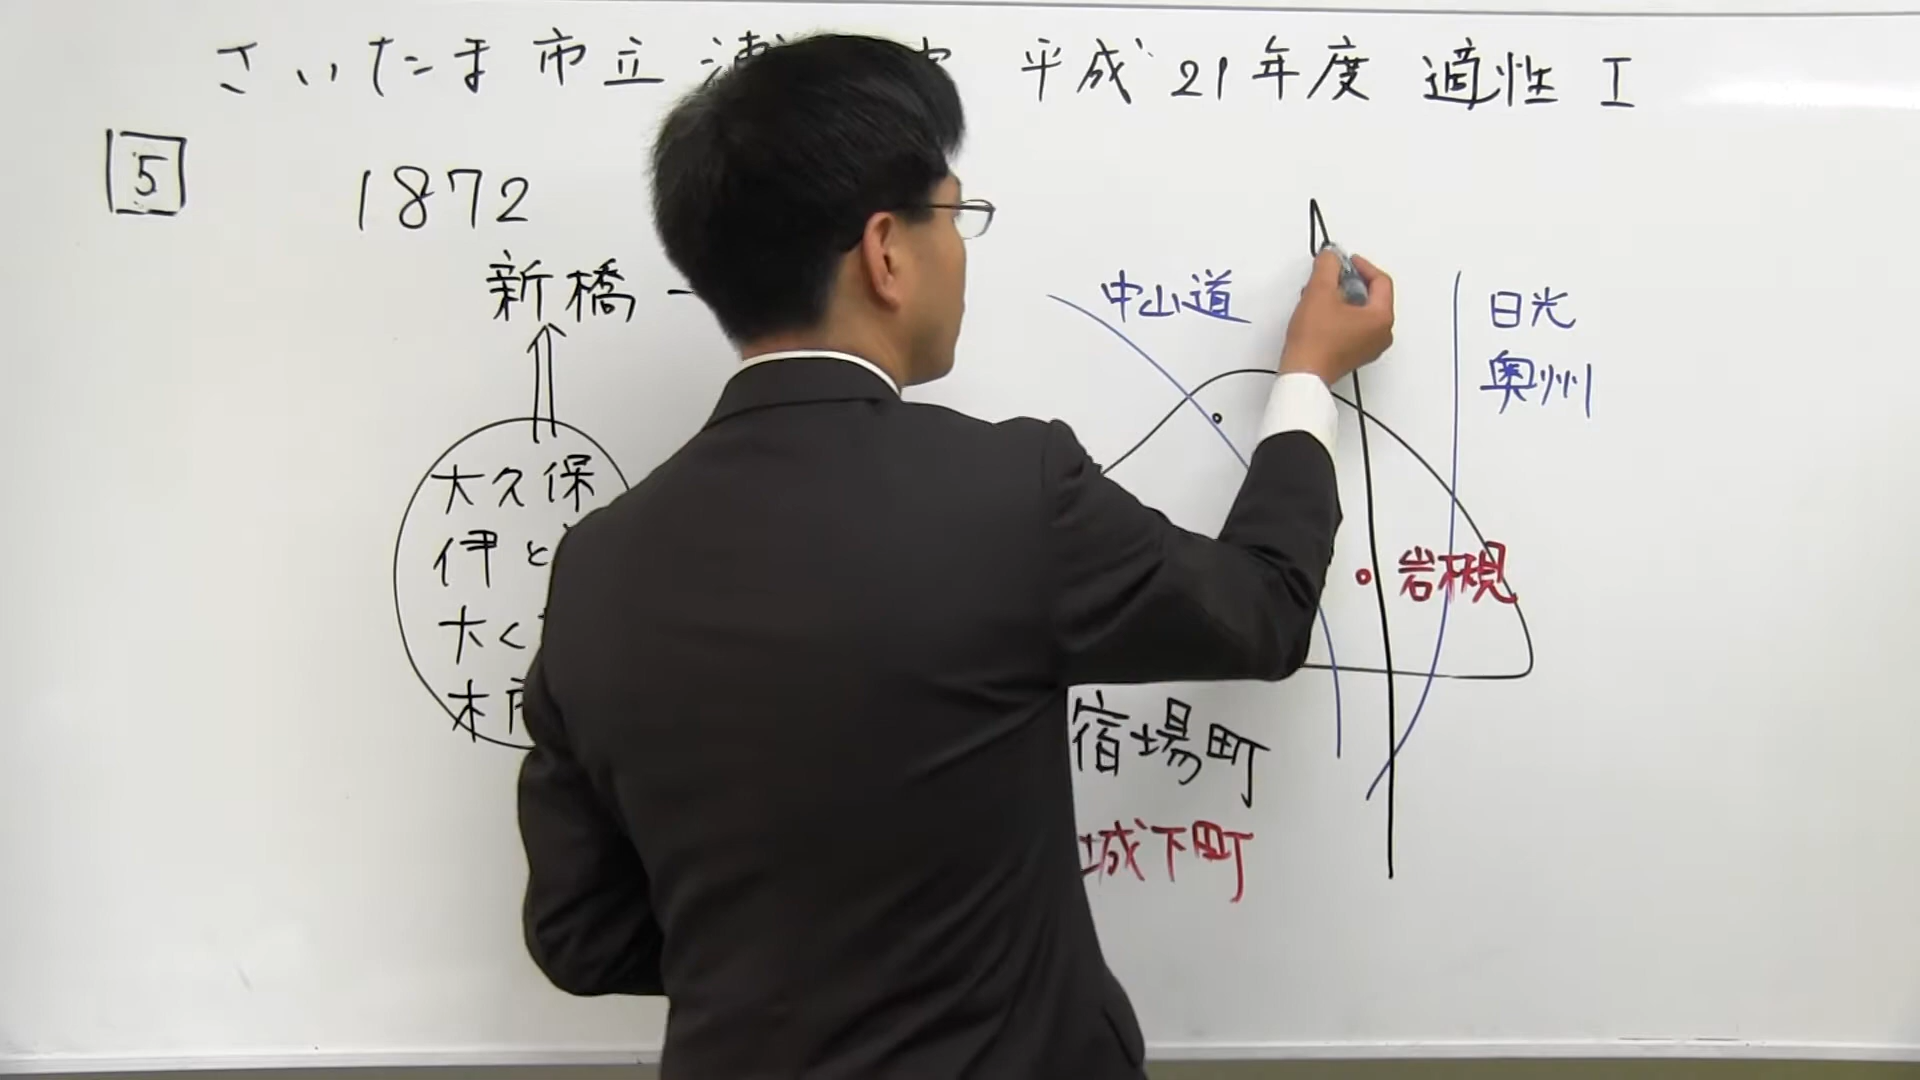 さいたま市立 平成21年度 適性Ⅰ
5
1872
新橋 -
大久保
伊と
大く
木
中山道
日光
奥州
岩槻
宿場町
城下町